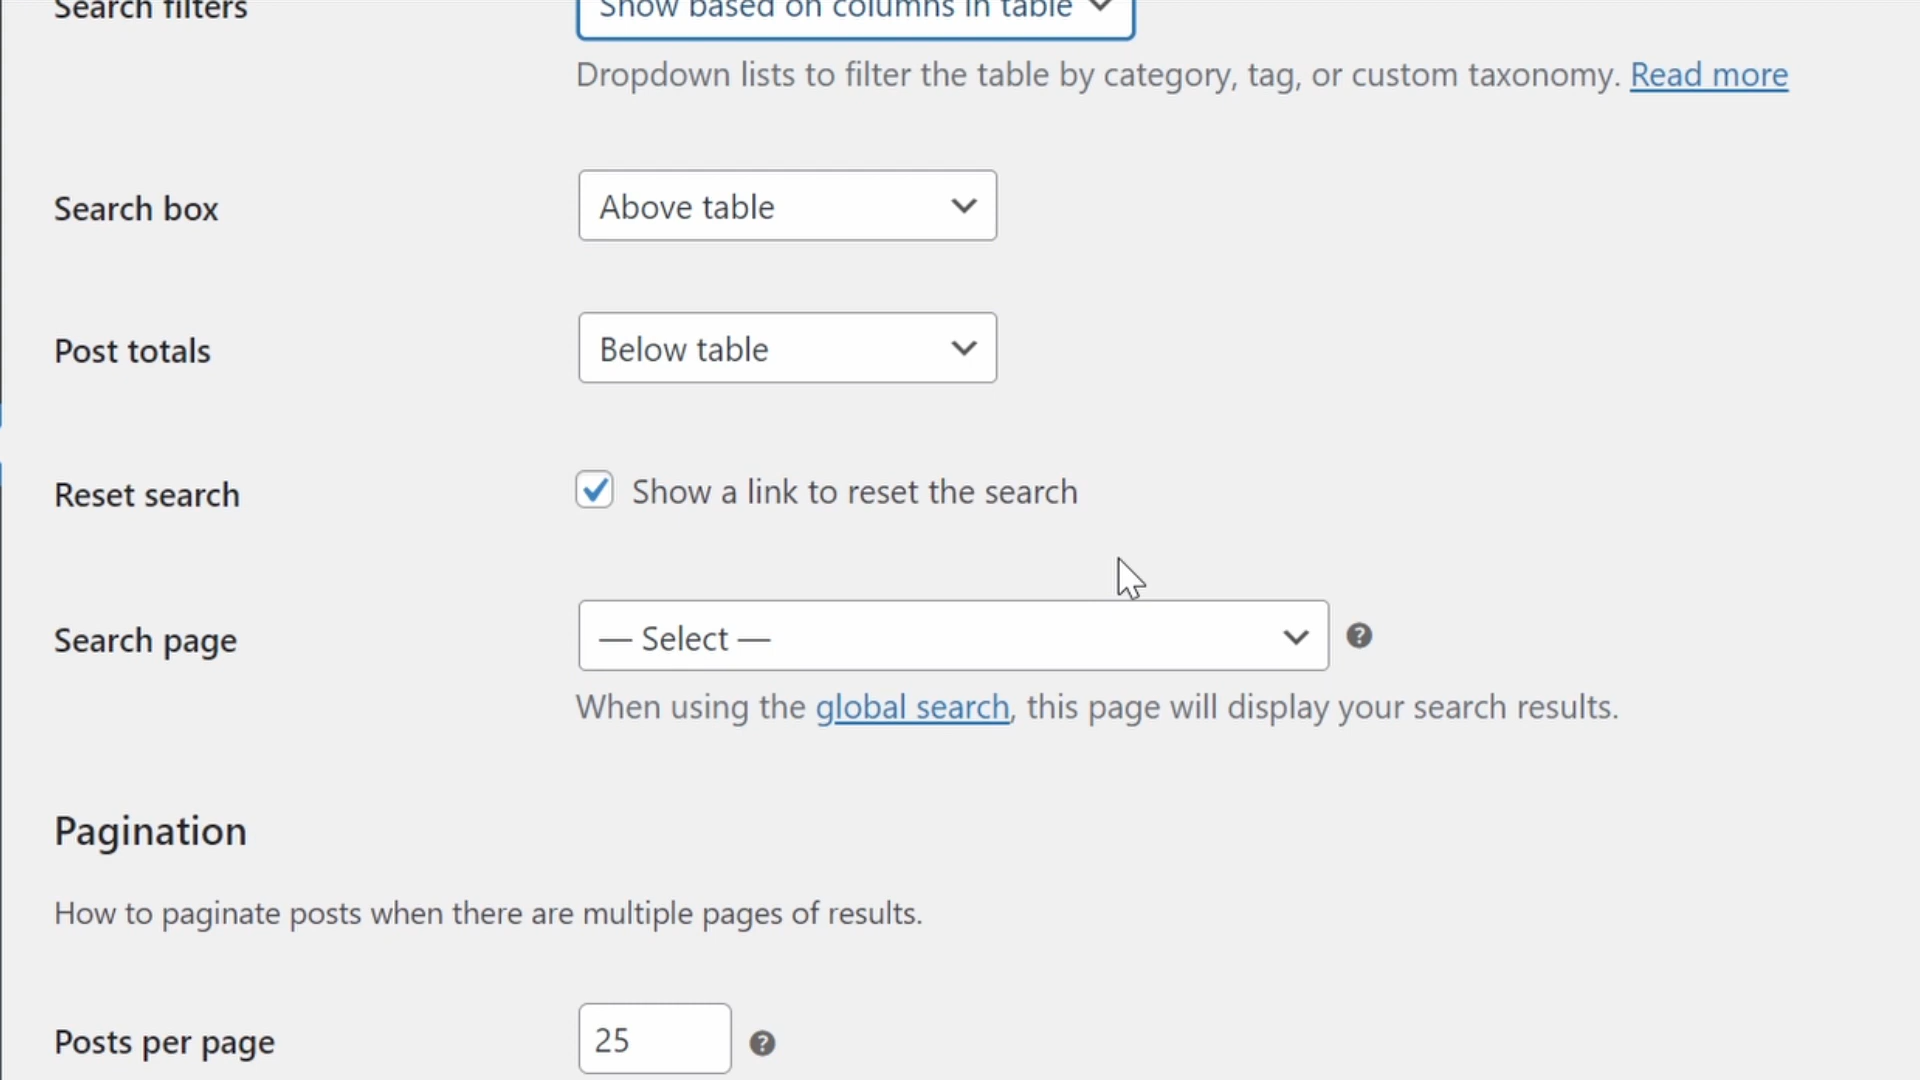 Search filters
Show based on columns in table
Dropdown lists to filter the table by category, tag, or custom taxonomy. Read more
Search box
Above table
Post totals
Below table
Reset search
Show a link to reset the search
Search page
— Select —
?
When using the global search, this page will display your search results.
Pagination
How to paginate posts when there are multiple pages of results.
Posts per page
25
?